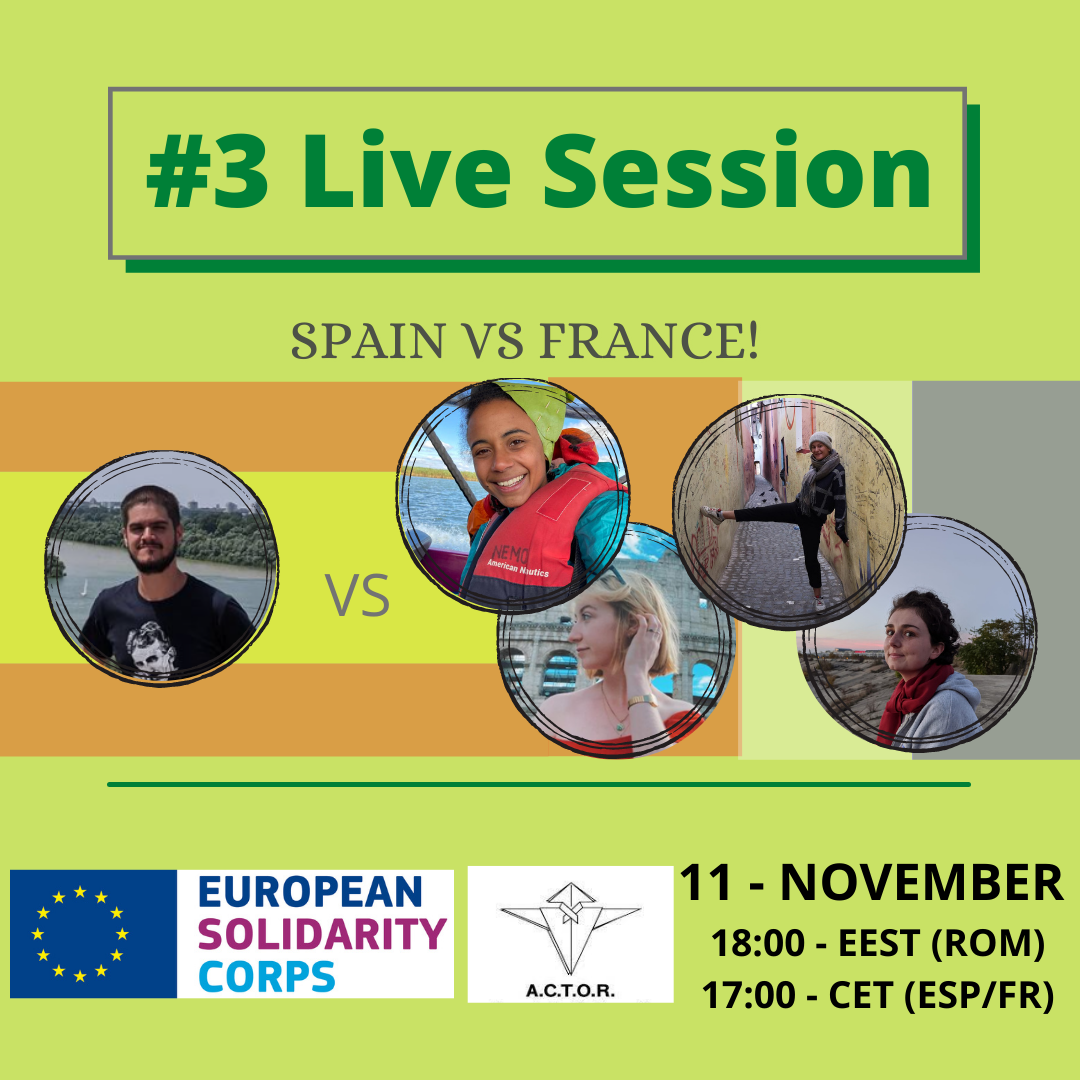 #3 Live Session
SPAIN VS FRANCE!
VS
NEMO
American Nautics
EUROPEAN
SOLIDARITY
CORPS
A.C.T.O.R.
11 - NOVEMBER
18:00 - EEST (ROM)
17:00 - CET (ESP/FR)